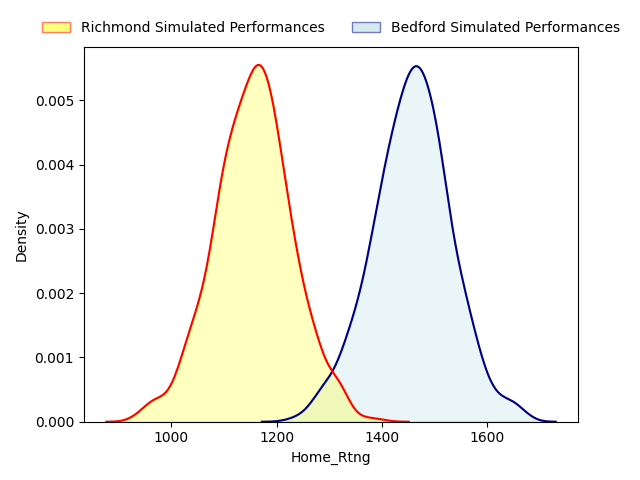 Richmond Simulated Performances Bedford Simulated Performances
0.005
0.004
0.003
0.002
0.001
0.000
Density
1000 1200 1400 1600
Home_Rtng